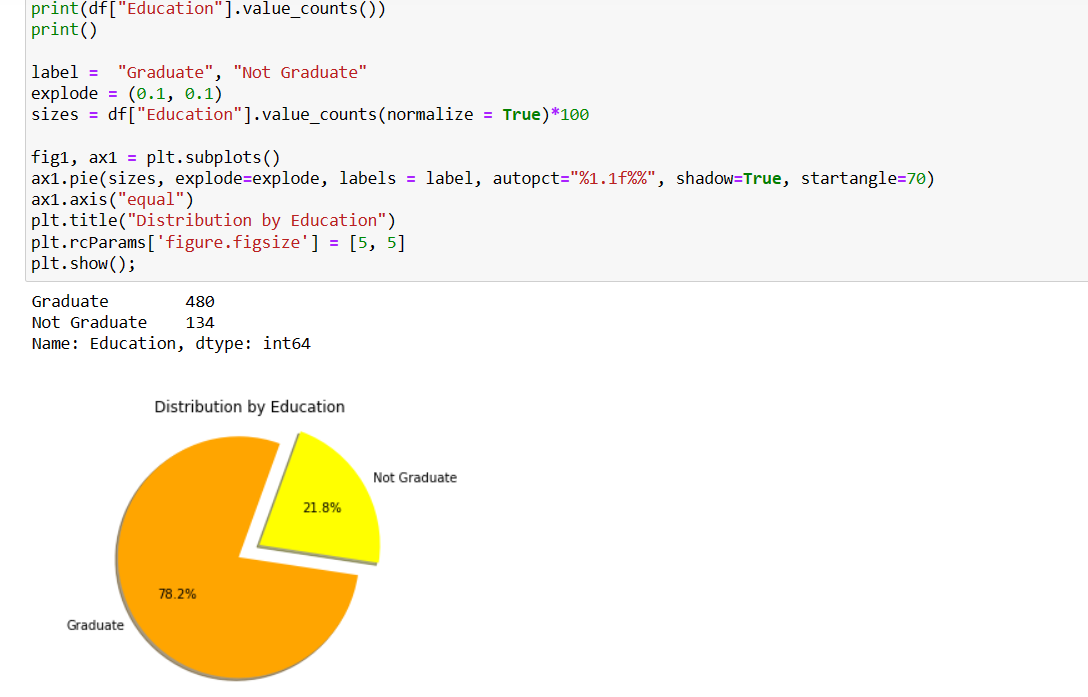 print(df["Education"].value_counts())
print()
label =  "Graduate", "Not Graduate"
explode = (0.1, 0.1)
sizes = df["Education"].value_counts(normalize = True)*100
fig1, ax1 = plt.subplots()
ax1.pie(sizes, explode=explode, labels = label, autopct="%1.1f%%", shadow=True, startangle=70)
ax1.axis("equal")
plt.title("Distribution by Education")
plt.rcParams['figure.figsize'] = [5, 5]
plt.show();
Graduate        480
Not Graduate    134
Name: Education, dtype: int64
Distribution by Education
Not Graduate
21.8%
78.2%
Graduate